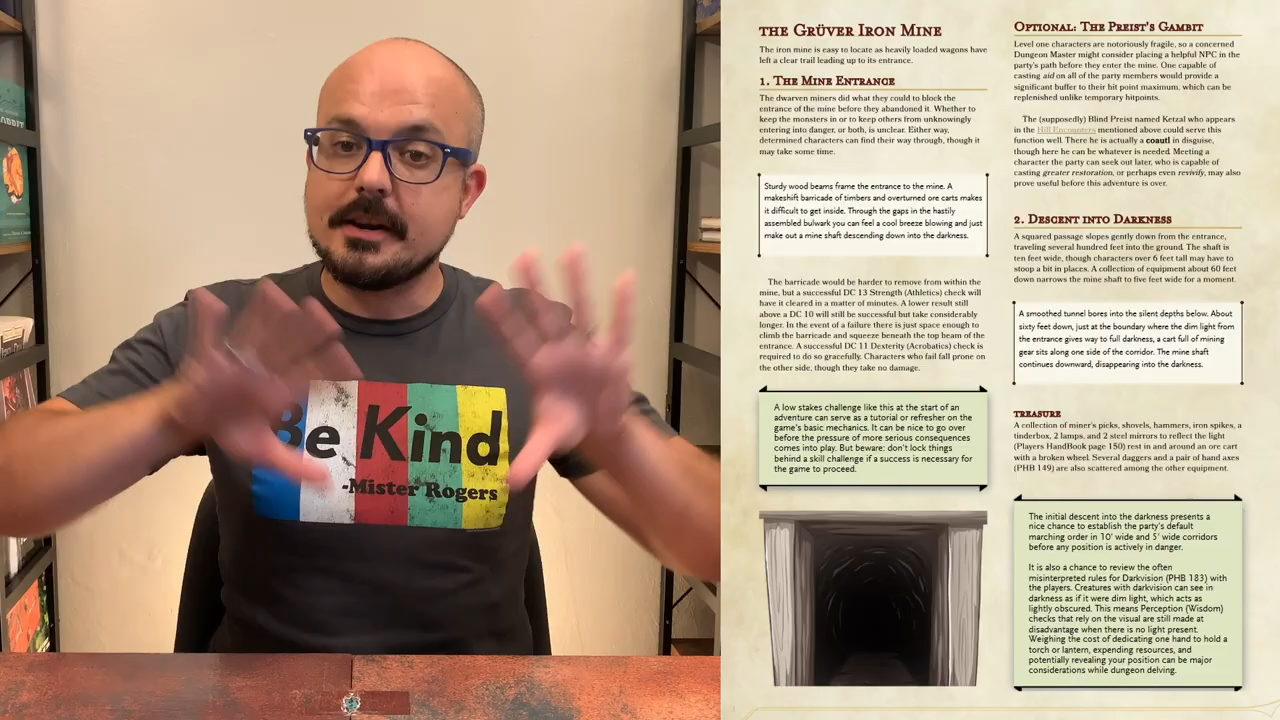 Be Kind
-Mister Rogers
THE GRÜVER IRON MINE
The iron mine is easy to locate as heavily loaded wagons have
left a clear trail leading up to its entrance.
1. THE MINE ENTRANCE
The dwarven miners did what they could to block the
entrance of the mine before they abandoned it. Whether to
keep the monsters in or to keep others from unknowingly
entering into danger, or both, is unclear. Either way,
determined characters can find their way through, though it
may take some time.
Sturdy wood beams frame the entrance to the mine. A
makeshift barricade of timbers and overturned ore carts makes
it difficult to get inside. Through the gaps in the hastily
assembled bulwark you can feel a cool breeze blowing and just
make out a mine shaft descending down into the darkness.
The barricade would be harder to remove from within the
mine, but a successful DC 13 Strength (Athletics) check will
have it cleared in a matter of minutes. A lower result still
above a DC 10 will still be successful but take considerably
longer. In the event of a failure there is just space enough to
climb the barricade and squeeze beneath the top beam of the
entrance. A successful DC 11 Dexterity (Acrobatics) check is
required to do so gracefully. Characters who fail fall prone on
the other side, though they take no damage.
A low stakes challenge like this at the start of an
adventure can serve as a tutorial or refresher on the
game's basic mechanics. It can be nice to go over
before the pressure of more serious consequences
comes into play. But beware: don't lock things
behind a skill challenge if a success is necessary for
the game to proceed.
OPTIONAL: THE PREIST'S GAMBIT
Level one characters are notoriously fragile, so a concerned
Dungeon Master might consider placing a helpful NPC in the
party's path before they enter the mine. One capable of
casting aid on all of the party members would provide a
significant buffer to their hit point maximum, which can be
replenished unlike temporary hitpoints.
The (supposedly) Blind Preist named Ketzal who appears
in the Hill Encounters mentioned above could serve this
function well. There he is actually a coautl in disguise,
though here he can be whatever is needed. Meeting a
character the party can seek out later, who is capable of
casting greater restoration, or perhaps even revivify, may also
prove useful before this adventure is over.
2. DESCENT INTO DARKNESS
A squared passage slopes gently down from the entrance,
traveling several hundred feet into the ground. The shaft is
ten feet wide, though characters over 6 feet tall may have to
stoop a bit in places. A collection of equipment about 60 feet
down narrows the mine shaft to five feet wide for a moment.
A smoothed tunnel bores into the silent depths below. About
sixty feet down, just at the boundary where the dim light from
the entrance gives way to full darkness, a cart full of mining
gear sits along one side of the corridor. The mine shaft
continues downward, disappearing into the darkness.
TREASURE
A collection of miner's picks, shovels, hammers, iron spikes, a
tinderbox, 2 lamps, and 2 steel mirrors to reflect the light
(Players HandBook page 150) rest in and around an ore cart
with a broken wheel. Several daggers and a pair of hand axes
(PHB 149) are also scattered among the other equipment.
The initial descent into the darkness presents a
nice chance to establish the party's default
marching order in 10' wide and 5' wide corridors
before any position is actively in danger.
It is also a chance to review the often
misinterpreted rules for Darkvision (PHB 183) with
the players. Creatures with darkvision can see in
darkness as if it were dim light, which acts as
lightly obscured. This means Perception (Wisdom)
checks that rely on the visual are still made at
disadvantage when there is no light present.
Weighing the cost of dedicating one hand to hold a
torch or lantern, expending resources, and
potentially revealing your position can be major
considerations while dungeon delving.